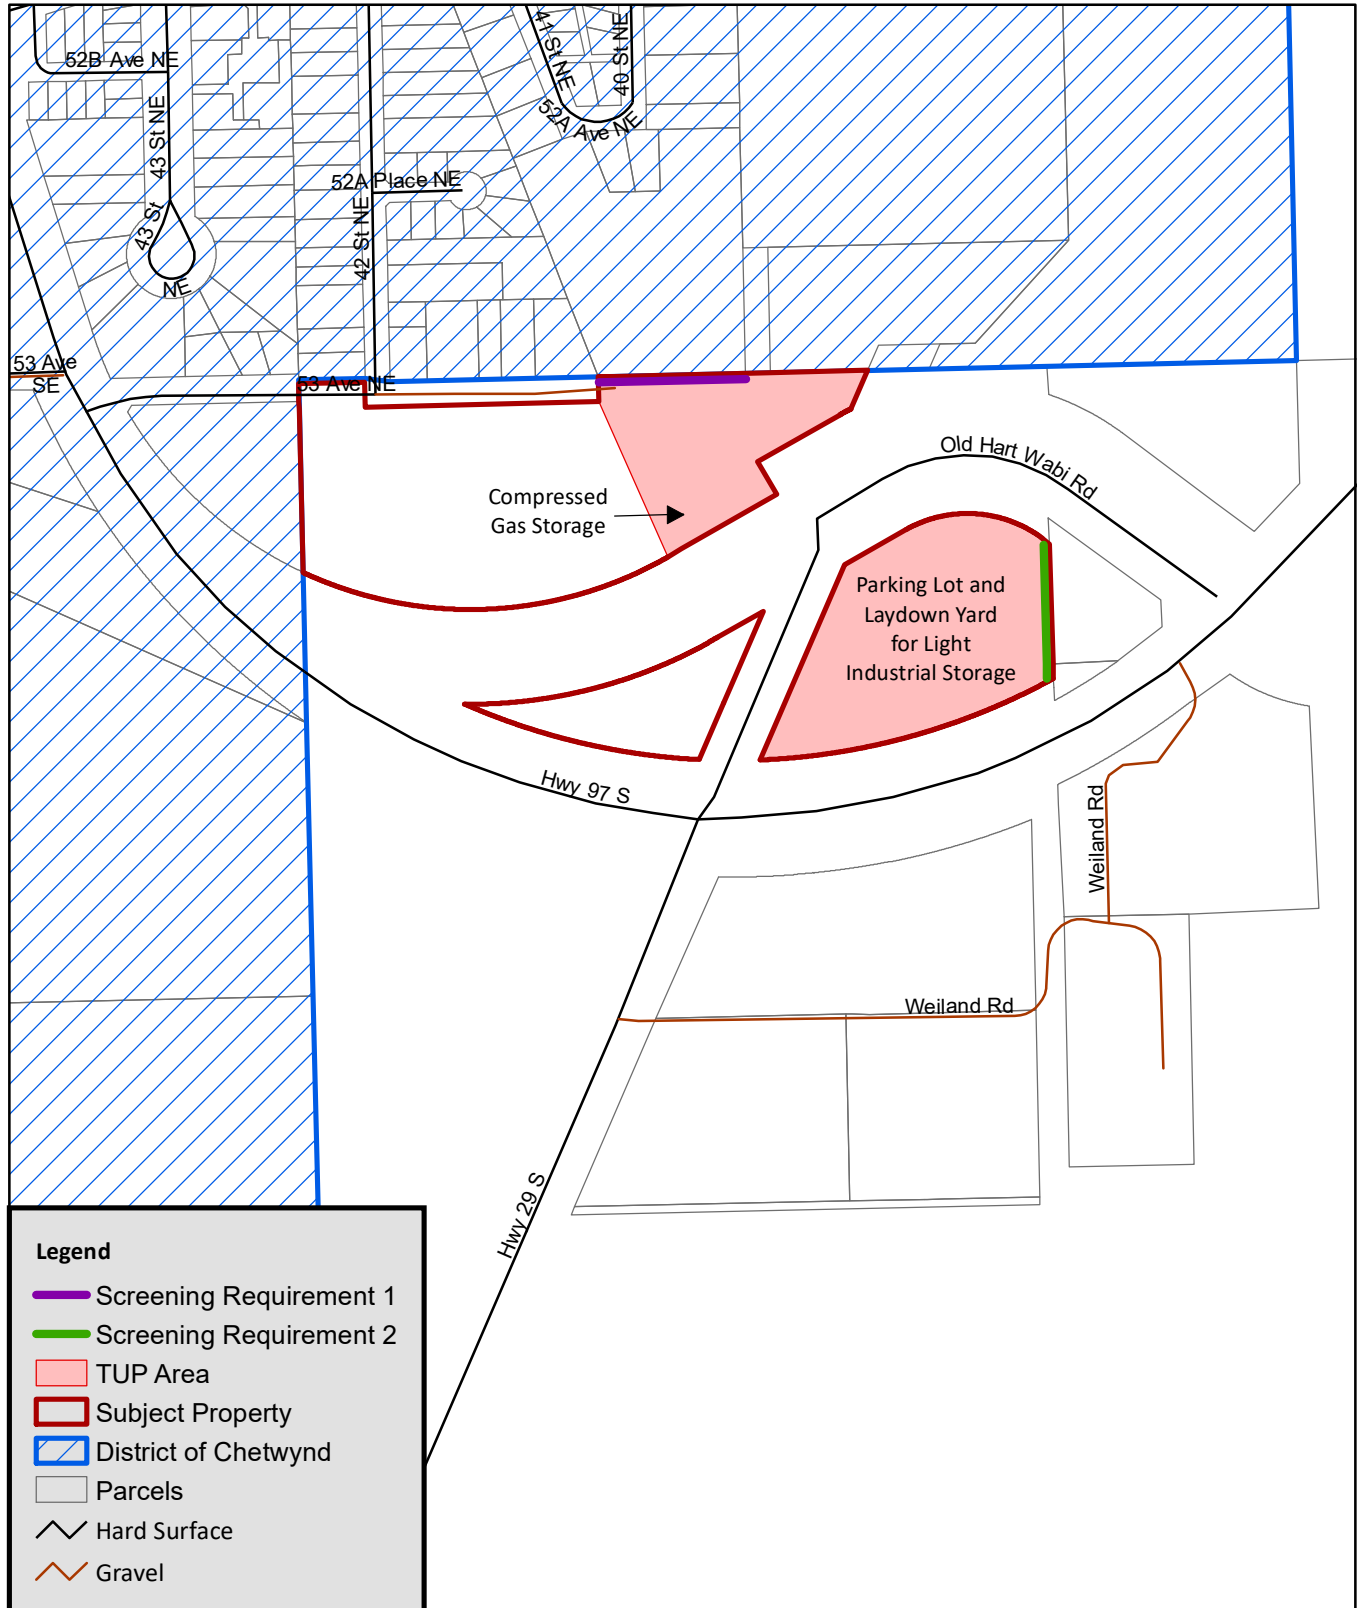 52B Ave NE
43 St NE
43 St
NE
41 St NE
40 St NE
52A Ave NE
52A Place NE
42 St NE
53 Ave
SE
53 Ave NE
Old Hart Wabi Rd
Compressed
Gas Storage
Parking Lot and
Laydown Yard
for Light
Industrial Storage
Hwy 97 S
Weiland Rd
Weiland Rd
Hwy 29 S
Legend
Screening Requirement 1
Screening Requirement 2
TUP Area
Subject Property
District of Chetwynd
Parcels
Hard Surface
Gravel